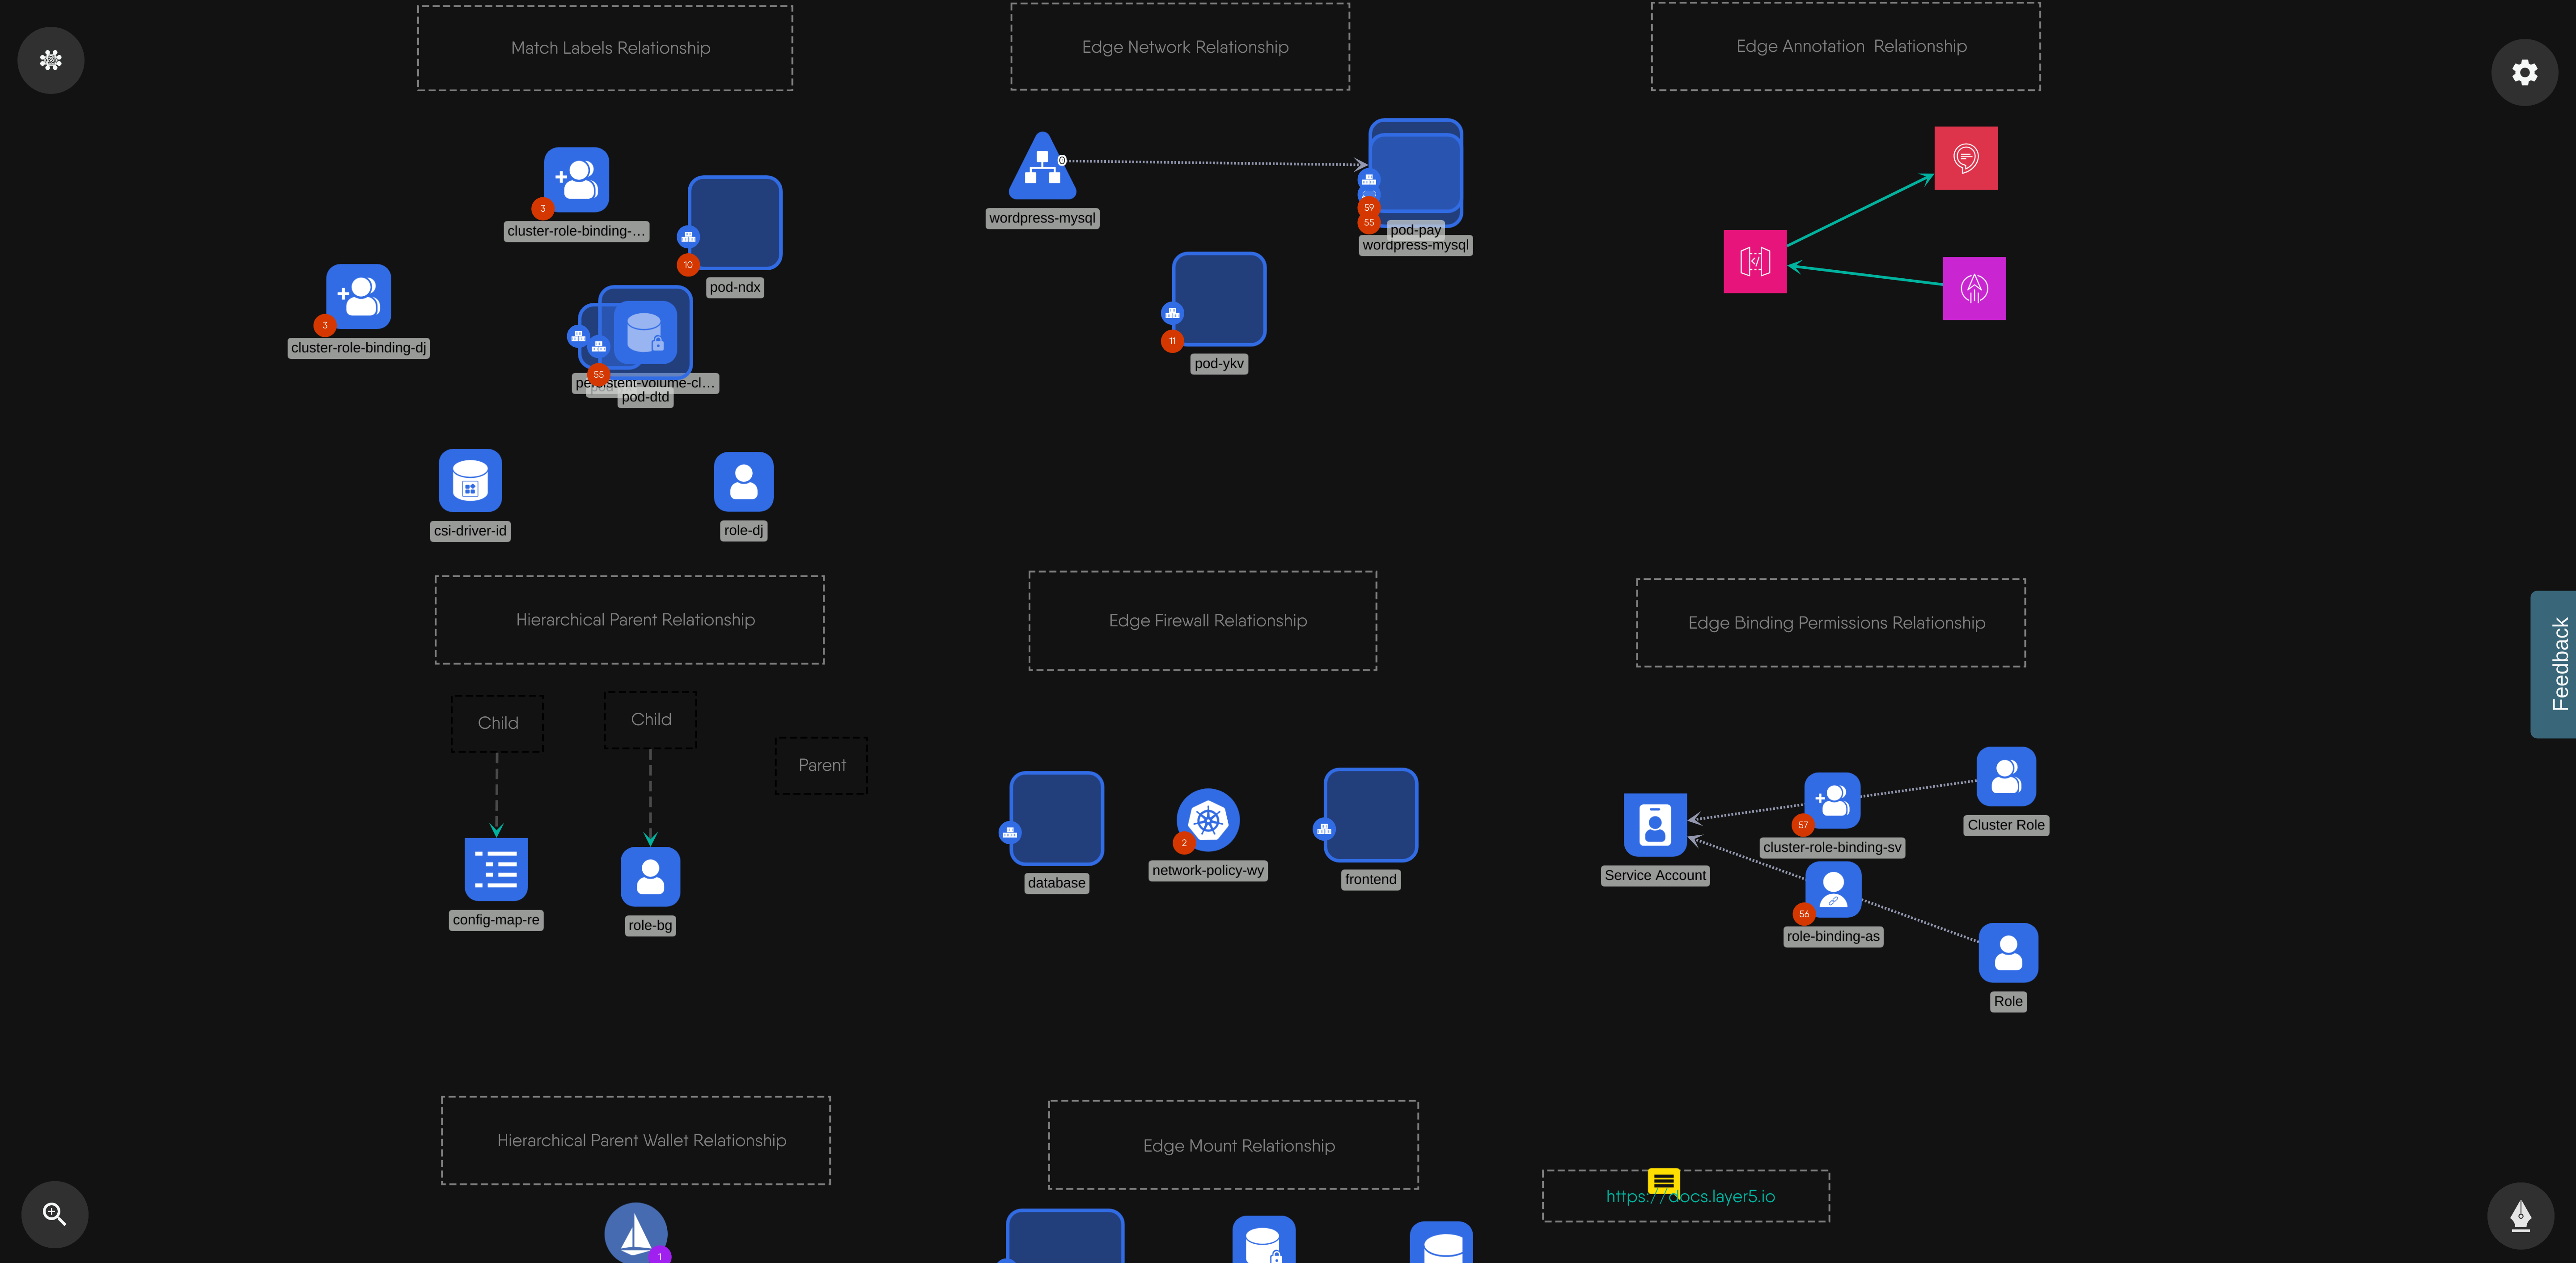 Match Labels Relationship
Edge Network Relationship
Edge Annotation Relationship
3
cluster-role-binding-…
10
pod-ndx
3
cluster-role-binding-dj
55
pod-dtd
csi-driver-id
role-dj
0
wordpress-mysql
59
55
pod-pay
wordpress-mysql
11
pod-ykv
Hierarchical Parent Relationship
Edge Firewall Relationship
Edge Binding Permissions Relationship
Feedback
Child
Child
Parent
config-map-re
role-bg
database
2
network-policy-wy
frontend
Service Account
57
cluster-role-binding-sv
Cluster Role
56
role-binding-as
Role
Hierarchical Parent Wallet Relationship
Edge Mount Relationship
https://docs.layer5.io
1